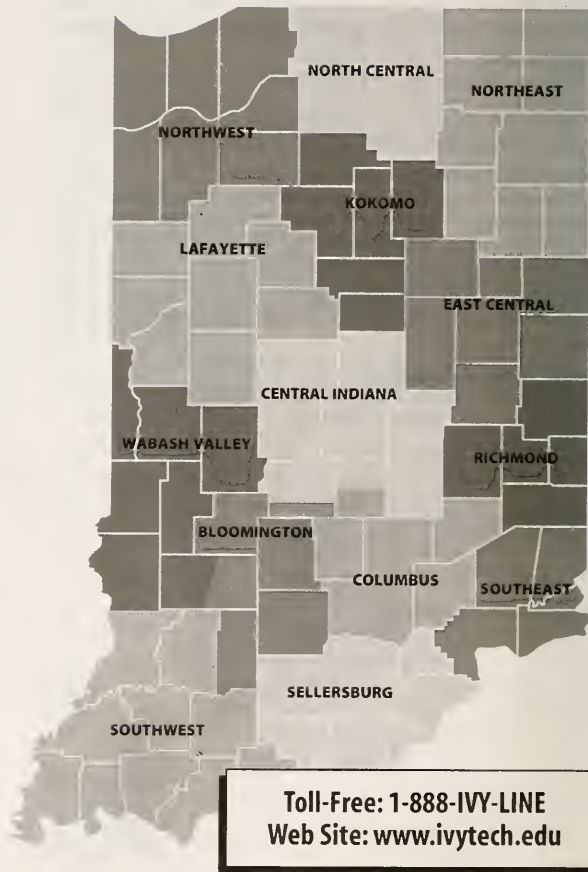 NORTH CENTRAL
NORTHEAST
NORTHWEST
KOKOMO
LAFAYETTE
EAST CENTRAL
CENTRAL INDIANA
WABASH VALLEY
RICHMOND
BLOOMINGTON
COLUMBUS
SOUTHEAST
SELLERSBURG
SOUTHWEST
Toll-Free: 1-888-IVY-LINE
Web Site: www.ivytech.edu